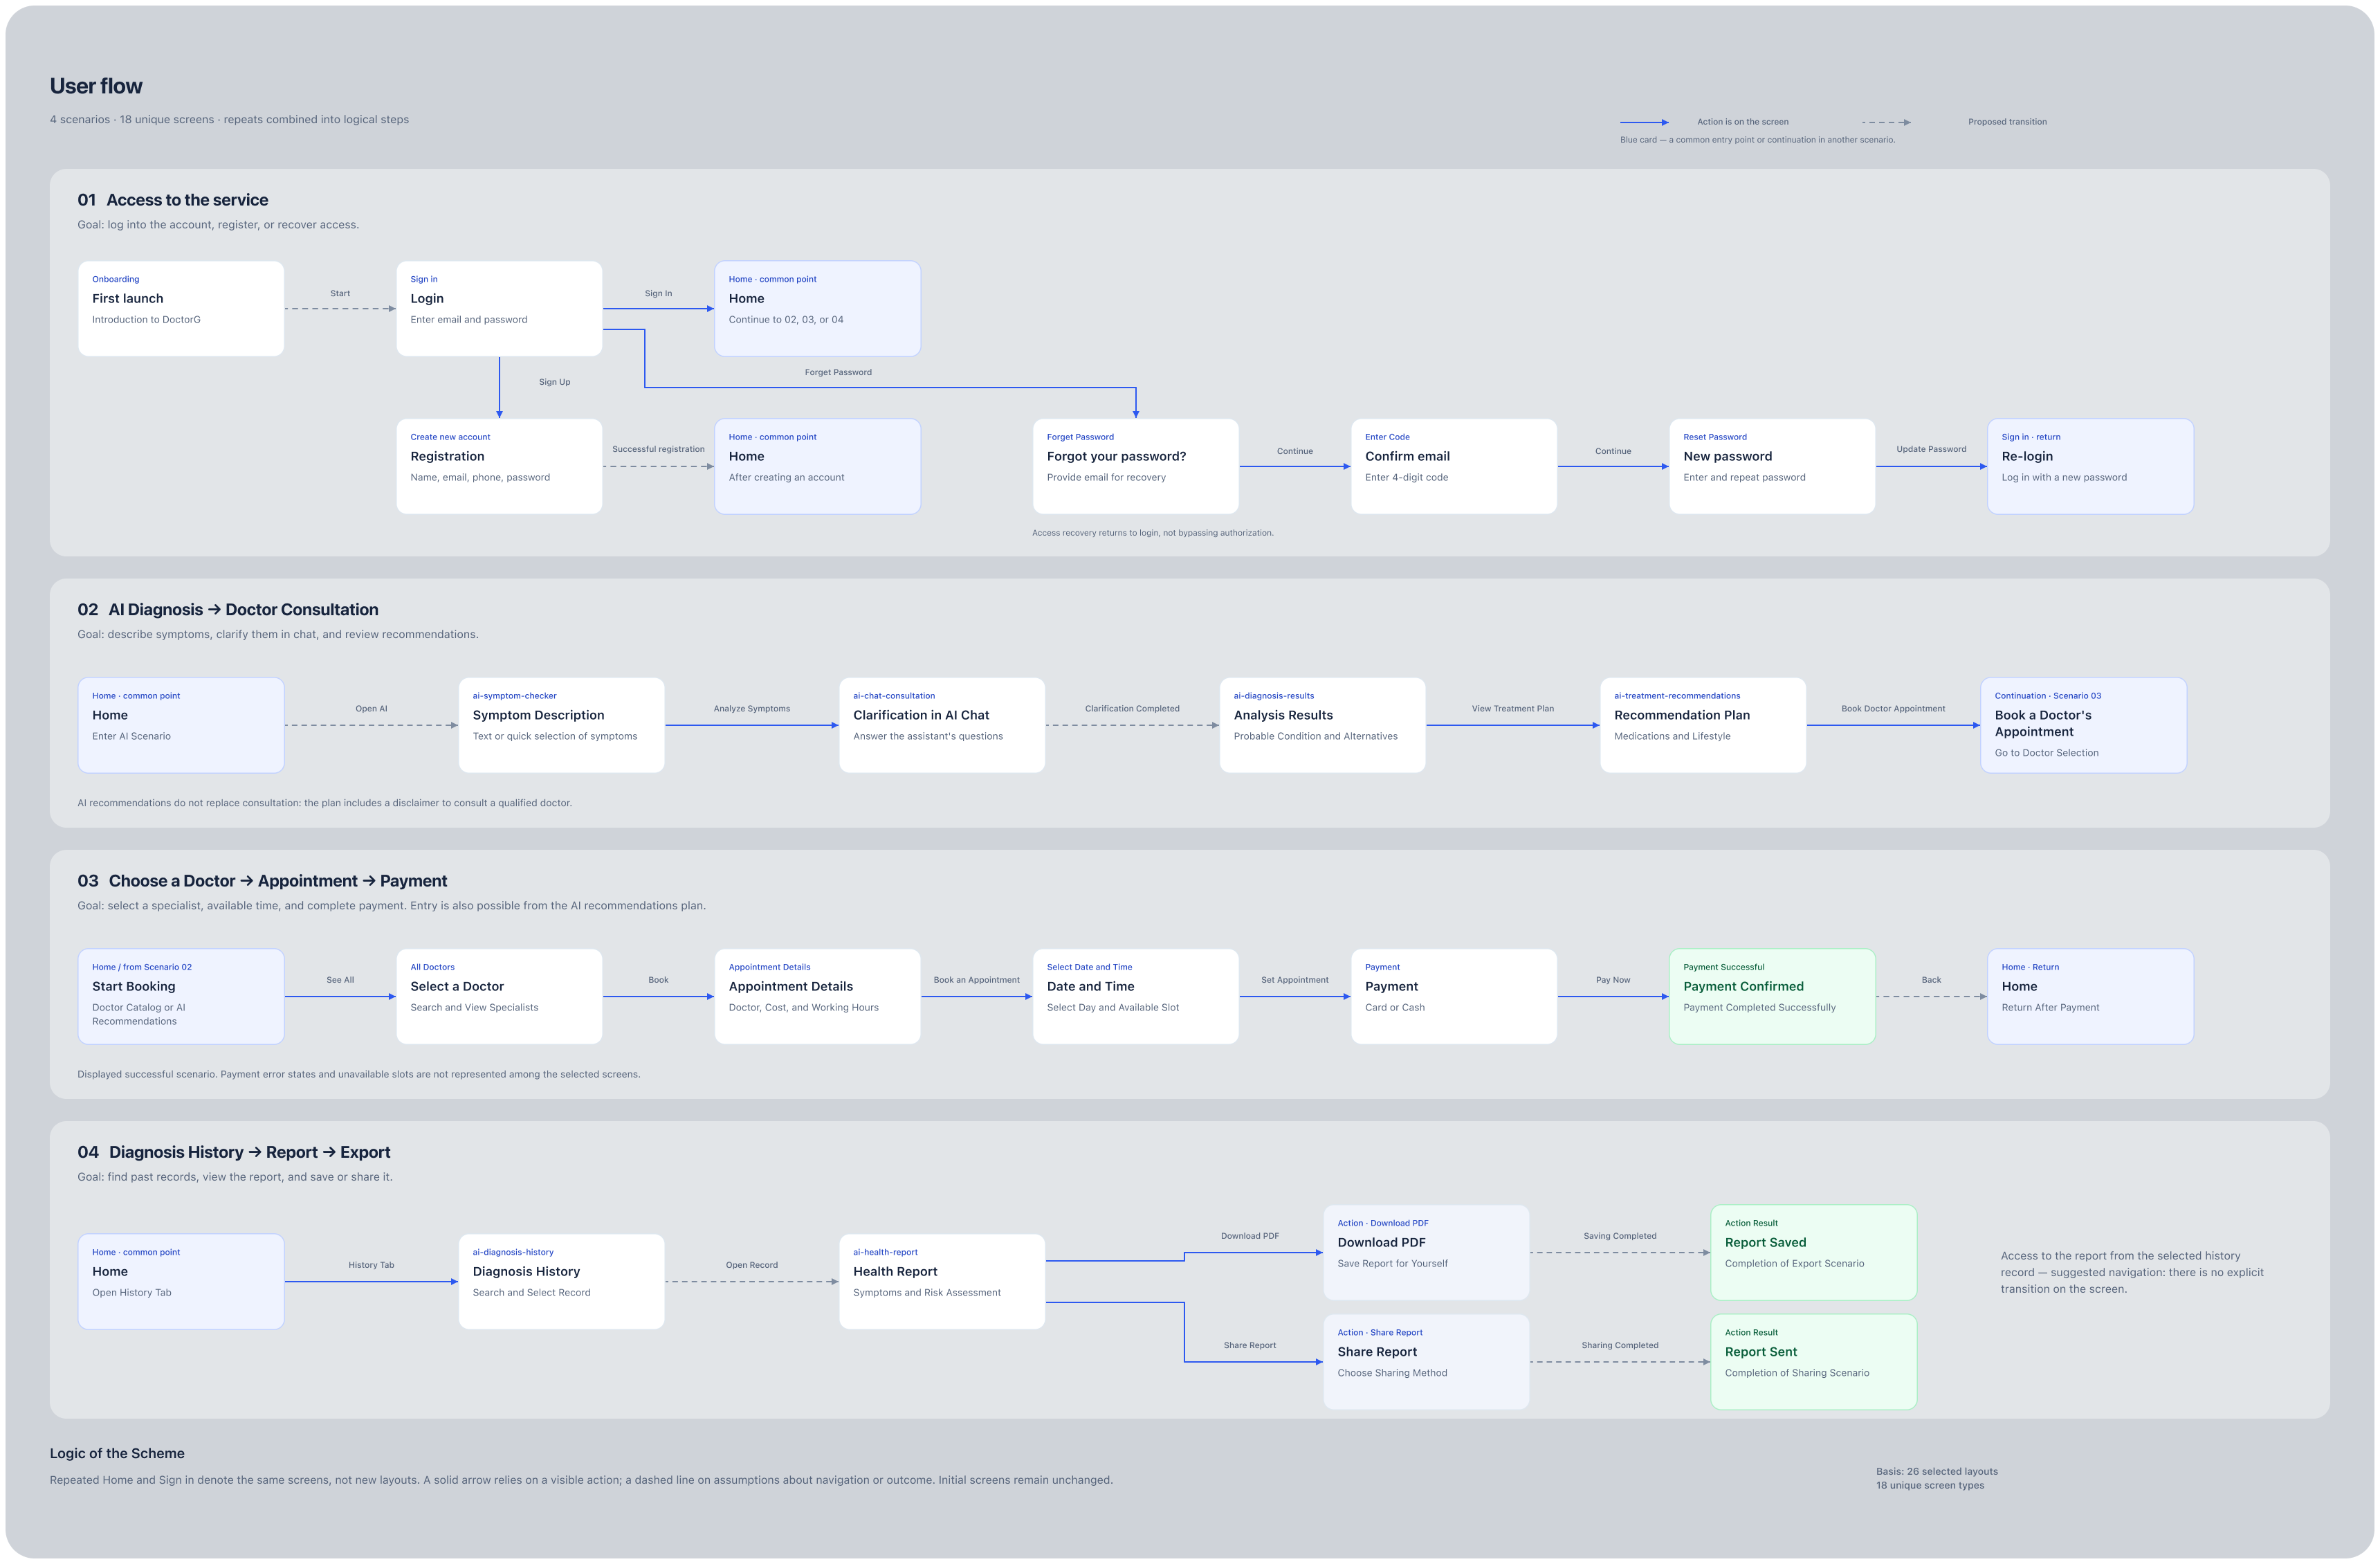 User flow
4 scenarios · 18 unique screens · repeats combined into logical steps
Action is on the screen
Proposed transition
Blue card — a common entry point or continuation in another scenario.
01 Access to the service
Goal: log into the account, register, or recover access.
Onboarding
First launch
Introduction to DoctorG
Start
Sign in
Login
Enter email and password
Sign In
Home · common point
Home
Continue to 02, 03, or 04
Sign Up
Forget Password
Create new account
Registration
Name, email, phone, password
Successful registration
Home · common point
Home
After creating an account
Forget Password
Forgot your password?
Provide email for recovery
Continue
Enter Code
Confirm email
Enter 4-digit code
Continue
Reset Password
New password
Enter and repeat password
Update Password
Sign in · return
Re-login
Log in with a new password
Access recovery returns to login, not bypassing authorization.
02 AI Diagnosis → Doctor Consultation
Goal: describe symptoms, clarify them in chat, and review recommendations.
Home · common point
Home
Enter AI Scenario
Open AI
ai-symptom-checker
Symptom Description
Text or quick selection of symptoms
Analyze Symptoms
ai-chat-consultation
Clarification in AI Chat
Answer the assistant's questions
Clarification Completed
ai-diagnosis-results
Analysis Results
Probable Condition and Alternatives
View Treatment Plan
ai-treatment-recommendations
Recommendation Plan
Medications and Lifestyle
Book Doctor Appointment
Continuation · Scenario 03
Book a Doctor's
Appointment
Go to Doctor Selection
AI recommendations do not replace consultation: the plan includes a disclaimer to consult a qualified doctor.
03 Choose a Doctor → Appointment → Payment
Goal: select a specialist, available time, and complete payment. Entry is also possible from the AI recommendations plan.
Home / from Scenario 02
Start Booking
Doctor Catalog or AI
Recommendations
See All
All Doctors
Select a Doctor
Search and View Specialists
Book
Appointment Details
Appointment Details
Doctor, Cost, and Working Hours
Book an Appointment
Select Date and Time
Date and Time
Select Day and Available Slot
Set Appointment
Payment
Payment
Card or Cash
Pay Now
Payment Successful
Payment Confirmed
Payment Completed Successfully
Back
Home · Return
Home
Return After Payment
Displayed successful scenario. Payment error states and unavailable slots are not represented among the selected screens.
04 Diagnosis History → Report → Export
Goal: find past records, view the report, and save or share it.
Home · common point
Home
Open History Tab
History Tab
ai-diagnosis-history
Diagnosis History
Search and Select Record
Open Record
ai-health-report
Health Report
Symptoms and Risk Assessment
Download PDF
Action · Download PDF
Download PDF
Save Report for Yourself
Saving Completed
Action Result
Report Saved
Completion of Export Scenario
Share Report
Action · Share Report
Share Report
Choose Sharing Method
Sharing Completed
Action Result
Report Sent
Completion of Sharing Scenario
Access to the report from the selected history
record — suggested navigation: there is no explicit
transition on the screen.
Logic of the Scheme
Repeated Home and Sign in denote the same screens, not new layouts. A solid arrow relies on a visible action; a dashed line on assumptions about navigation or outcome. Initial screens remain unchanged.
Basis: 26 selected layouts
18 unique screen types